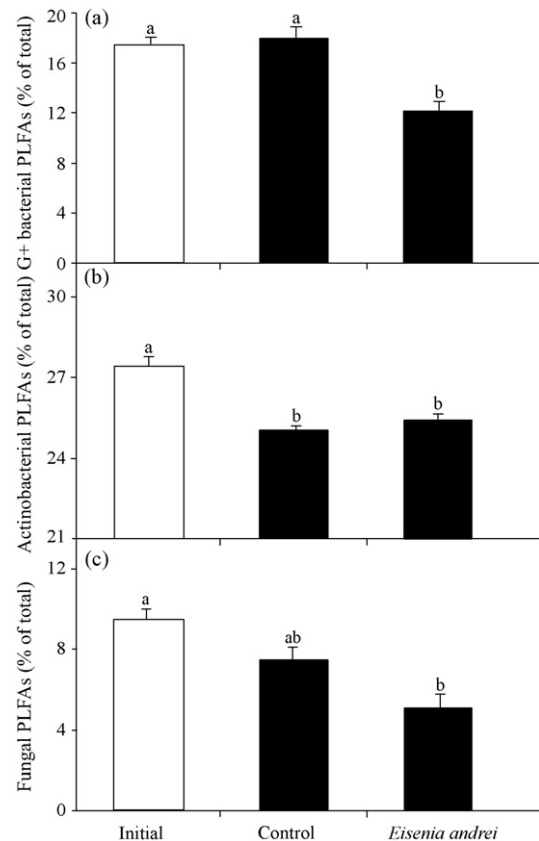 (a)
G+ bacterial PLFAs (% of total)
20
16
12
8
4
0
a
a
b
(b)
Actinobacterial PLFAs (% of total)
30
27
24
21
a
b
b
(c)
Fungal PLFAs (% of total)
12
8
4
0
a
ab
b
Initial
Control
Eisenia andrei